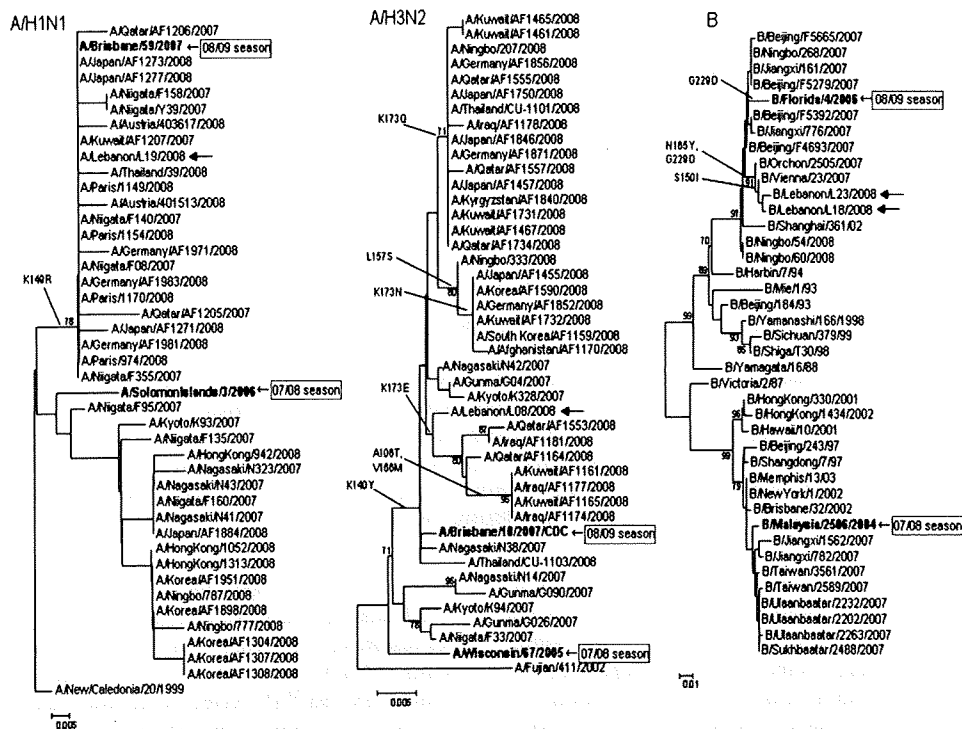 A/H1N1
A/Qatar/AF1206/2007
A/Brisbane/59/2007
08/09 season
A/Japan/AF1273/2008
A/Japan/AF1277/2008
A/Niigata/F158/2007
A/Niigata/Y39/2007
A/Austria/403617/2008
A/Kuwait/AF1207/2007
A/Lebanon/L19/2008
A/Thailand/39/2008
A/Paris/1149/2008
A/Austria/401513/2008
A/Niigata/F140/2007
A/Paris/1154/2008
A/Germany/AF1971/2008
A/Niigata/F08/2007
K140R
A/Germany/AF1983/2008
A/Paris/1170/2008
A/Qatar/AF1205/2007
78
A/Japan/AF1271/2008
A/Germany/AF1981/2008
A/Paris/974/2008
A/Niigata/F355/2007
A/SolomonIslands/3/2006
07/08 season
A/Niigata/F95/2007
A/Kyoto/K93/2007
A/Niigata/F135/2007
A/HongKong/942/2008
A/Nagasaki/N323/2007
A/Nagasaki/N43/2007
A/Niigata/F160/2007
A/Nagasaki/N41/2007
A/Japan/AF1884/2008
A/HongKong/1052/2008
A/HongKong/1313/2008
A/Korea/AF1951/2008
A/Ningbo/787/2008
A/Korea/AF1898/2008
A/Ningbo/777/2008
A/Korea/AF1304/2008
A/Korea/AF1307/2008
A/Korea/AF1308/2008
A/New/Caledonia/20/1999
0.005
A/H3N2
A/Kuwait/AF1465/2008
A/Kuwait/AF1461/2008
A/Ningbo/207/2008
A/Germany/AF1856/2008
A/Qatar/AF1555/2008
A/Japan/AF1750/2008
A/Thailand/CU-1101/2008
K173Q
A/Iraq/AF1178/2008
71
A/Japan/AF1846/2008
A/Germany/AF1871/2008
A/Qatar/AF1557/2008
A/Japan/AF1457/2008
A/Kyrgyzstan/AF1840/2008
A/Kuwait/AF1731/2008
A/Kuwait/AF1467/2008
A/Qatar/AF1734/2008
L157S
A/Ningbo/333/2008
A/Japan/AF1455/2008
K173N
80
A/Korea/AF1590/2008
A/Germany/AF1852/2008
A/Kuwait/AF1732/2008
A/South Korea/AF1159/2008
A/Afghanistan/AF1170/2008
A/Nagasaki/N42/2007
A/Gunma/G04/2007
K173E
A/Kyoto/K328/2007
A/Lebanon/L08/2008
A/Qatar/AF1553/2008
87
A/Iraq/AF1181/2008
A106T,
V166M
80
A/Qatar/AF1164/2008
A/Kuwait/AF1161/2008
A/Iraq/AF1177/2008
K140Y
96
A/Kuwait/AF1165/2008
A/Iraq/AF1174/2008
A/Brisbane/10/2007/CDC
08/09 season
A/Nagasaki/N38/2007
71
A/Thailand/CU-1103/2008
A/Nagasaki/N14/2007
95
A/Gunma/G090/2007
A/Kyoto/K94/2007
78
A/Gunma/G026/2007
A/Niigata/F33/2007
A/Wisconsin/67/2005
07/08 season
A/Fujian/411/2002
0.005
B
B/Beijing/F5665/2007
B/Ningbo/268/2007
B/Jiangxi/161/2007
G229D
B/Beijing/F5279/2007
B/Florida/4/2006
08/09 season
B/Beijing/F5392/2007
B/Jiangxi/776/2007
N165Y,
G229D
B/Beijing/F4693/2007
B/Orchon/2505/2007
S150I
B/Vienna/23/2007
91
B/Lebanon/L23/2008
B/Lebanon/L18/2008
91
B/Shanghai/361/02
B/Ningbo/54/2008
70
B/Ningbo/60/2008
89
B/Harbin/7/94
B/Mie/1/93
B/Beijing/184/93
99
B/Yamanashi/166/1998
90
B/Sichuan/379/99
B/Shiga/T30/98
B/Yamagata/16/88
B/Victoria/2/87
B/HongKong/330/2001
96
B/HongKong/1434/2002
B/Hawaii/10/2001
99
B/Beijing/243/97
B/Shangdong/7/97
B/Memphis/13/03
79
B/NewYork/1/2002
B/Brisbane/32/2002
B/Malaysia/2506/2004
07/08 season
B/Jiangxi/1562/2007
B/Jiangxi/782/2007
B/Taiwan/3561/2007
B/Taiwan/2589/2007
B/Ulaanbaatar/2232/2007
B/Ulaanbaatar/2202/2007
B/Ulaanbaatar/2263/2007
B/Sukhbaatar/2488/2007
0.01